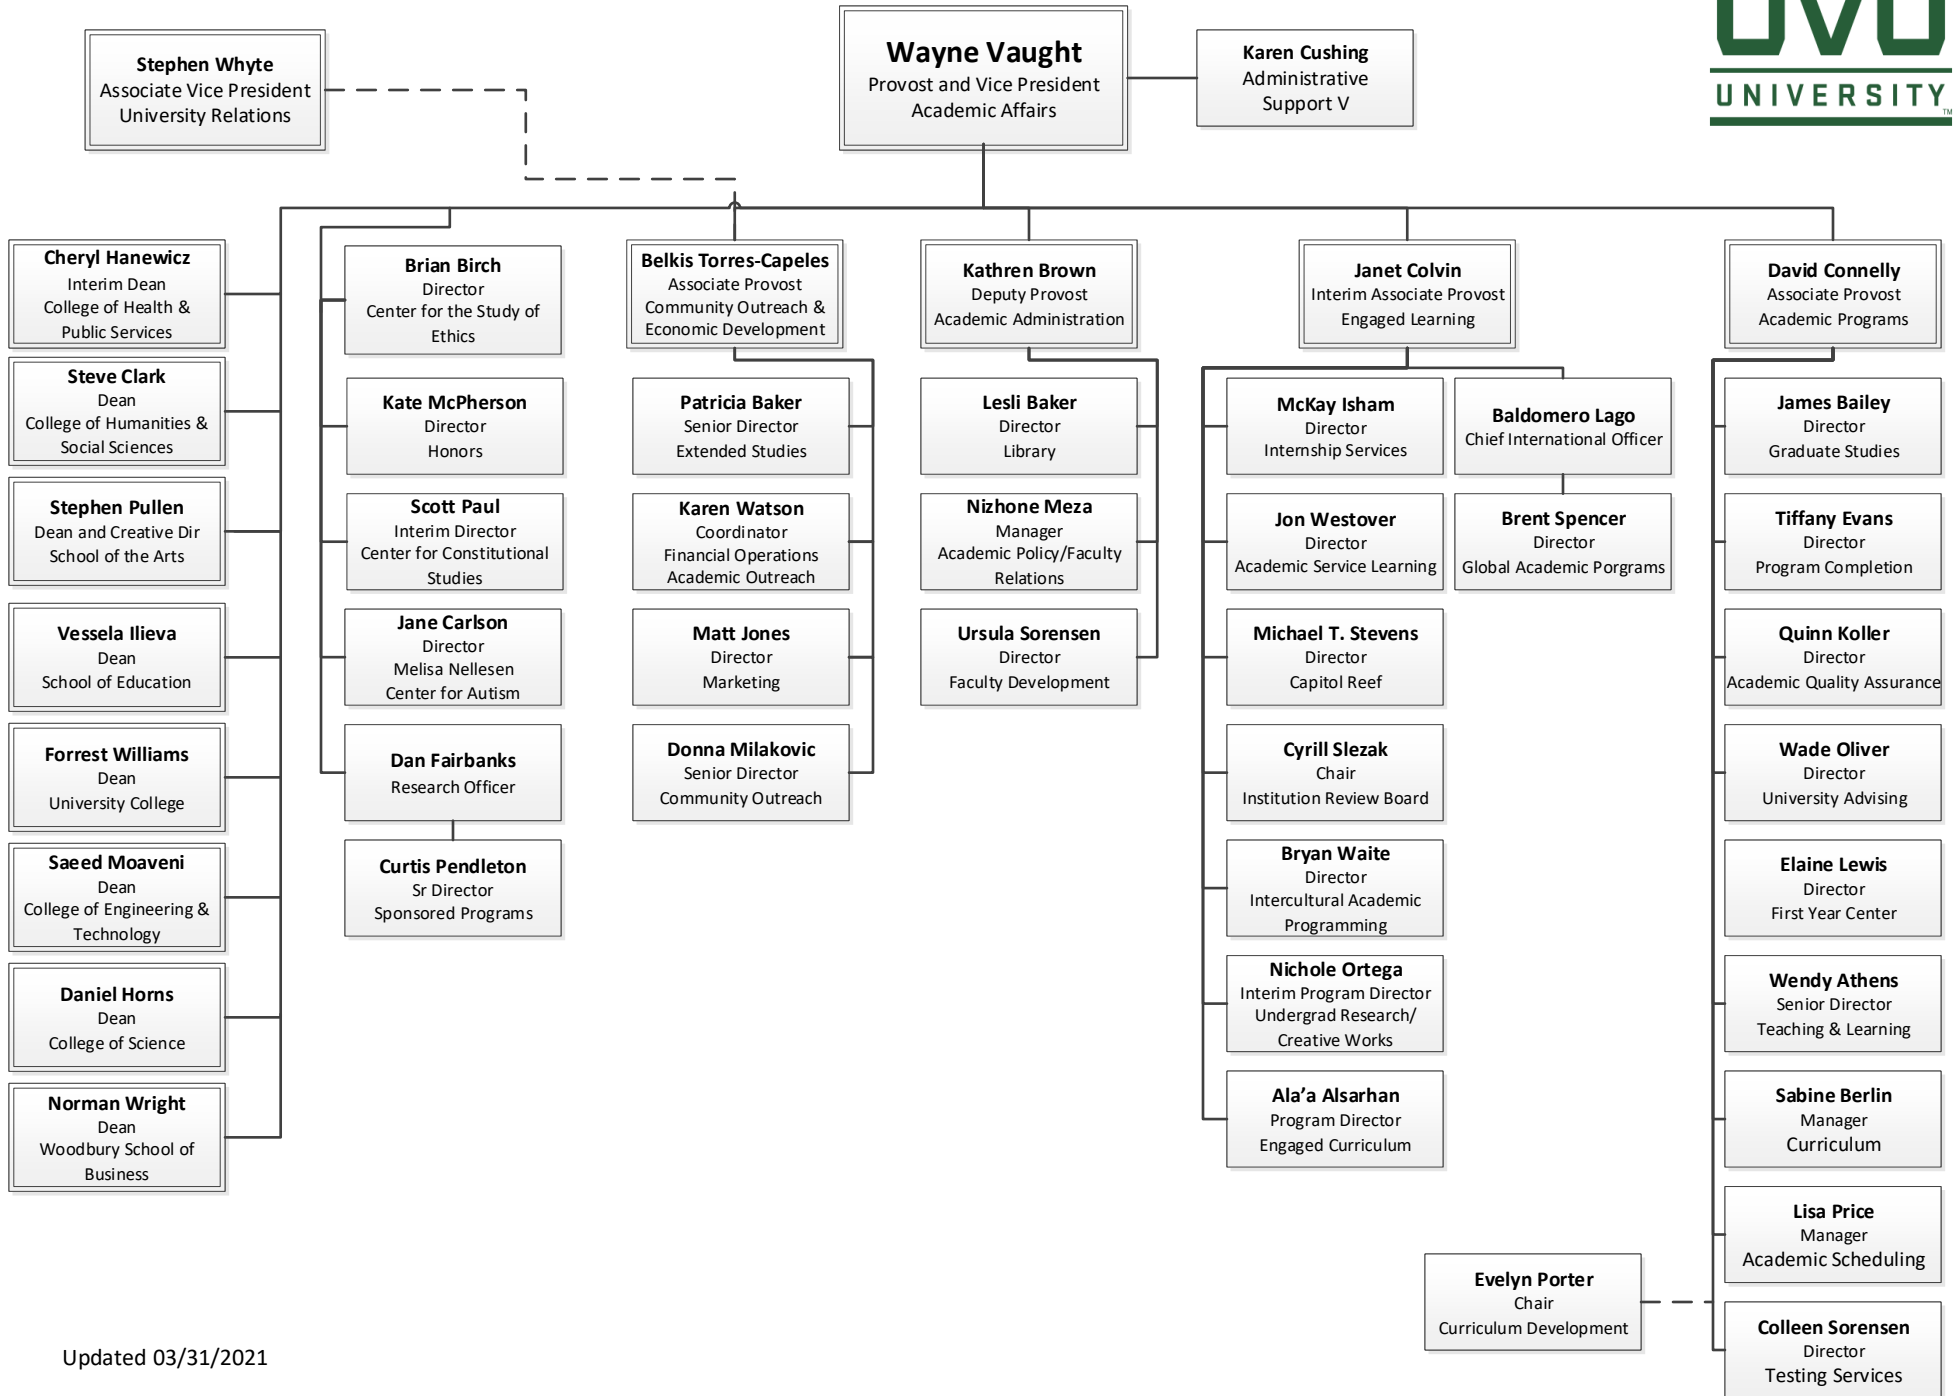 Stephen Whyte
Associate Vice President
University Relations
Wayne Vaught
Provost and Vice President
Academic Affairs
Karen Cushing
Administrative
Support V
UVU
UNIVERSITY
TM
Cheryl Hanewicz
Interim Dean
College of Health &
Public Services
Steve Clark
Dean
College of Humanities &
Social Sciences
Stephen Pullen
Dean and Creative Dir
School of the Arts
Vessela Ilieva
Dean
School of Education
Forrest Williams
Dean
University College
Saeed Moaveni
Dean
College of Engineering &
Technology
Daniel Horns
Dean
College of Science
Norman Wright
Dean
Woodbury School of
Business
Brian Birch
Director
Center for the Study of
Ethics
Kate McPherson
Director
Honors
Scott Paul
Interim Director
Center for Constitutional
Studies
Jane Carlson
Director
Melisa Nellesen
Center for Autism
Dan Fairbanks
Research Officer
Curtis Pendleton
Sr Director
Sponsored Programs
Belkis Torres-Capeles
Associate Provost
Community Outreach &
Economic Development
Patricia Baker
Senior Director
Extended Studies
Karen Watson
Coordinator
Financial Operations
Academic Outreach
Matt Jones
Director
Marketing
Donna Milakovic
Senior Director
Community Outreach
Kathren Brown
Deputy Provost
Academic Administration
Lesli Baker
Director
Library
Nizhone Meza
Manager
Academic Policy/Faculty
Relations
Ursula Sorensen
Director
Faculty Development
Janet Colvin
Interim Associate Provost
Engaged Learning
McKay Isham
Director
Internship Services
Jon Westover
Director
Academic Service Learning
Michael T. Stevens
Director
Capitol Reef
Cyrill Slezak
Chair
Institution Review Board
Bryan Waite
Director
Intercultural Academic
Programming
Nichole Ortega
Interim Program Director
Undergrad Research/
Creative Works
Ala’a Alsarhan
Program Director
Engaged Curriculum
Baldomero Lago
Chief International Officer
Brent Spencer
Director
Global Academic Porgrams
David Connelly
Associate Provost
Academic Programs
James Bailey
Director
Graduate Studies
Tiffany Evans
Director
Program Completion
Quinn Koller
Director
Academic Quality Assurance
Wade Oliver
Director
University Advising
Elaine Lewis
Director
First Year Center
Wendy Athens
Senior Director
Teaching & Learning
Sabine Berlin
Manager
Curriculum
Lisa Price
Manager
Academic Scheduling
Evelyn Porter
Chair
Curriculum Development
Colleen Sorensen
Director
Testing Services
Updated 03/31/2021